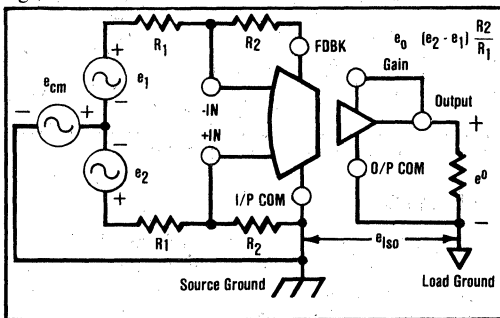 e₀ (e₂ - e₁) R2/R1
R₁
R₂
FDBK
Gain
Output
+
e₁
-
ecm
-
+
-IN
+IN
-
e₂
+
O/P COM
e⁰
I/P COM
R₁
R₂
eIso
-
Source Ground
Load Ground